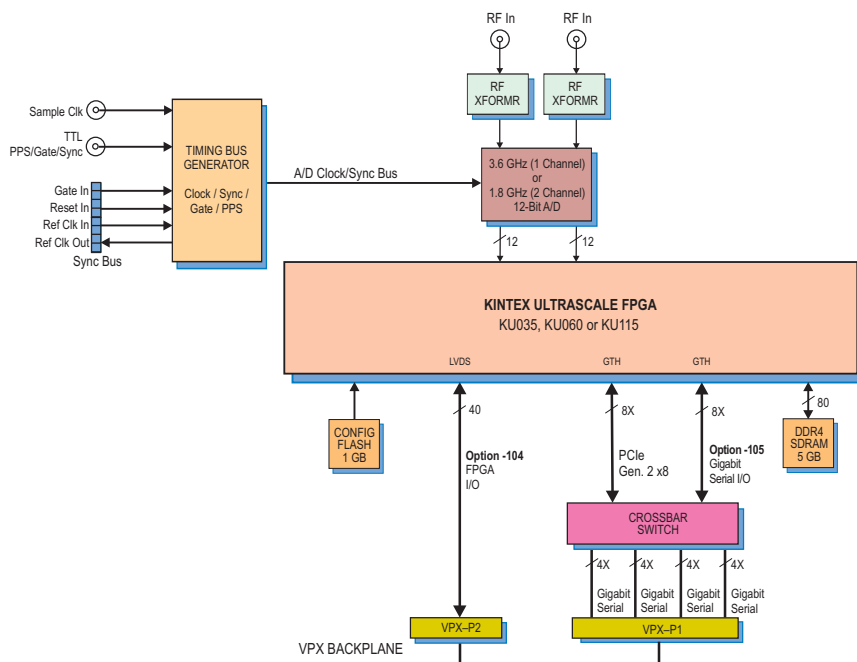 RF In
RF In
RF
XFORMR
RF
XFORMR
Sample Clk
TTL
PPS/Gate/Sync
TIMING BUS
GENERATOR
Clock / Sync /
Gate / PPS
Gate In
Reset In
Ref Clk In
Ref Clk Out
Sync Bus
A/D Clock/Sync Bus
3.6 GHz (1 Channel)
or
1.8 GHz (2 Channel)
12-Bit A/D
12
12
KINTEX ULTRASCALE FPGA
KU035, KU060 or KU115
LVDS
GTH
GTH
40
8X
8X
80
CONFIG
FLASH
1 GB
Option -104
FPGA
I/O
PCIe
Gen. 2 x8
Option -105
Gigabit
Serial I/O
DDR4
SDRAM
5 GB
CROSSBAR
SWITCH
4X
4X
4X
4X
Gigabit
Serial
Gigabit
Serial
Gigabit
Serial
Gigabit
Serial
VPX–P2
VPX–P1
VPX BACKPLANE